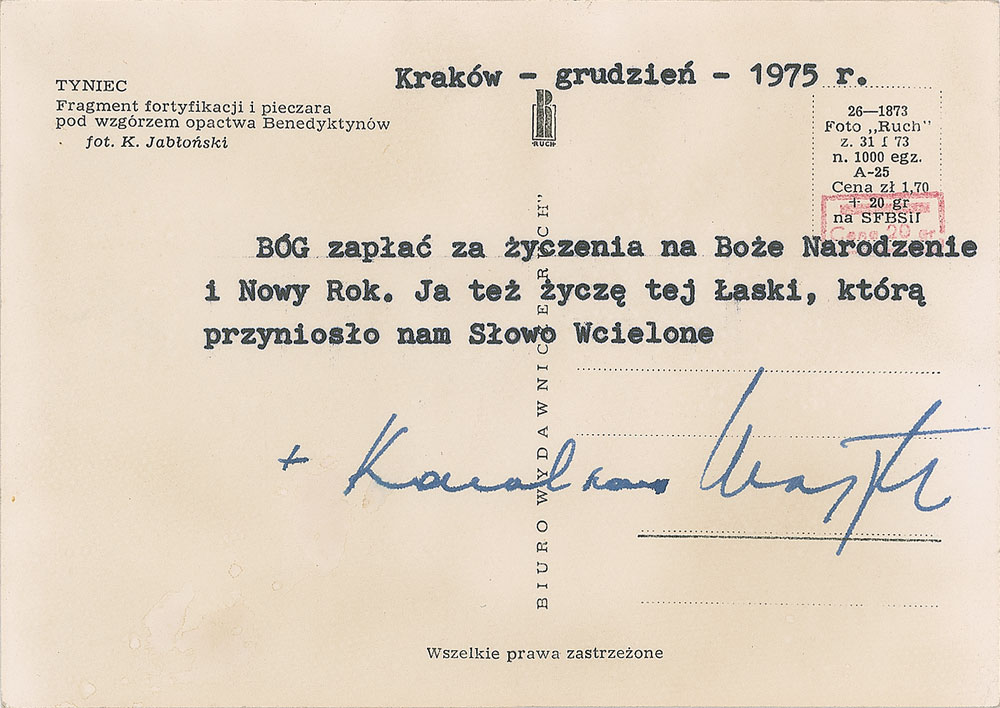 Kraków - grudzień - 1975 r.
TYNIEC
Fragment fortyfikacji i pieczara
pod wzgórzem opactwa Benedyktynów
fot. K. Jabłoński
RUCH
26—1873
Foto „Ruch”
z. 31 f 73
n. 1000 egz.
A-25
Cena zł 1,70
+ 20 gr
na SFBSiI
Cena 20 gr
BÓG zapłać za życzenia na Boże Narodzenie
i Nowy Rok. Ja też życzę tej Łaski, którą
przyniosło nam Słowo Wcielone
+ Karol
BIURO WYDAWNICZE „RUCH”
Wszelkie prawa zastrzeżone